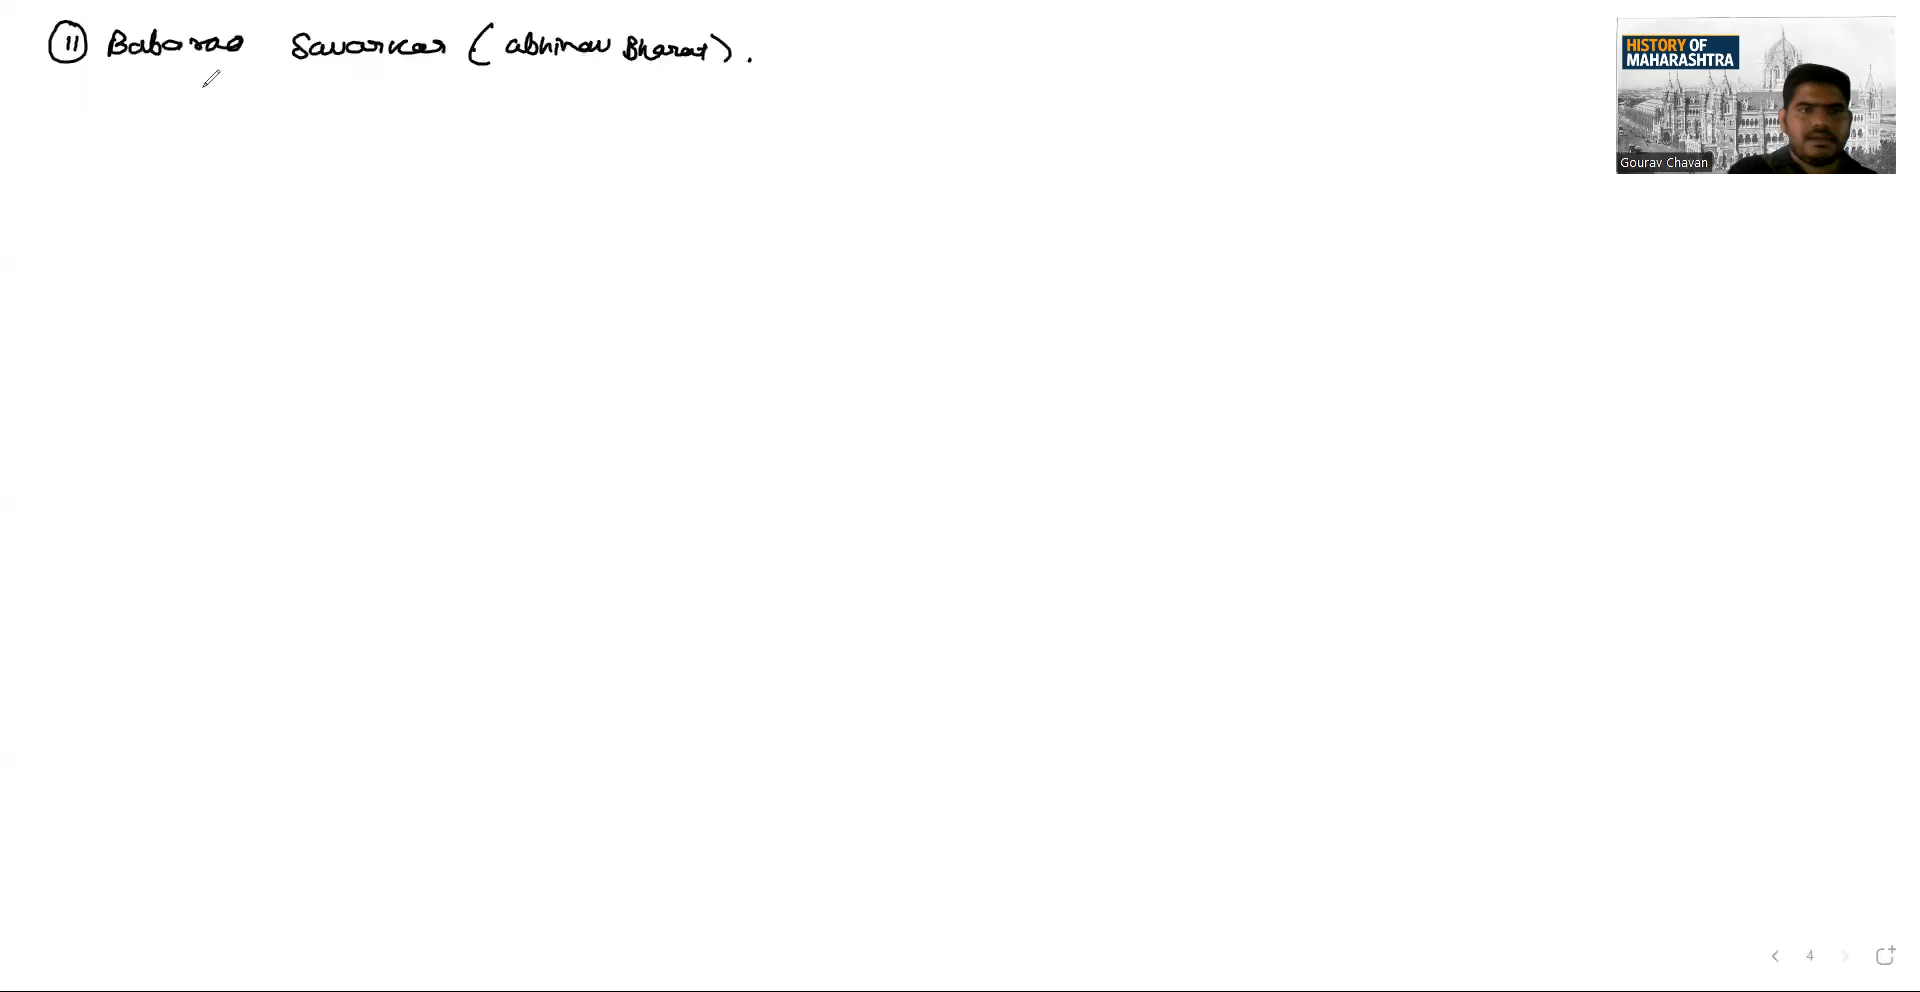 11 Babarao Savarkar (abhinav Bharat).
HISTORY OF
MAHARASHTRA
Gourav Chavan
4